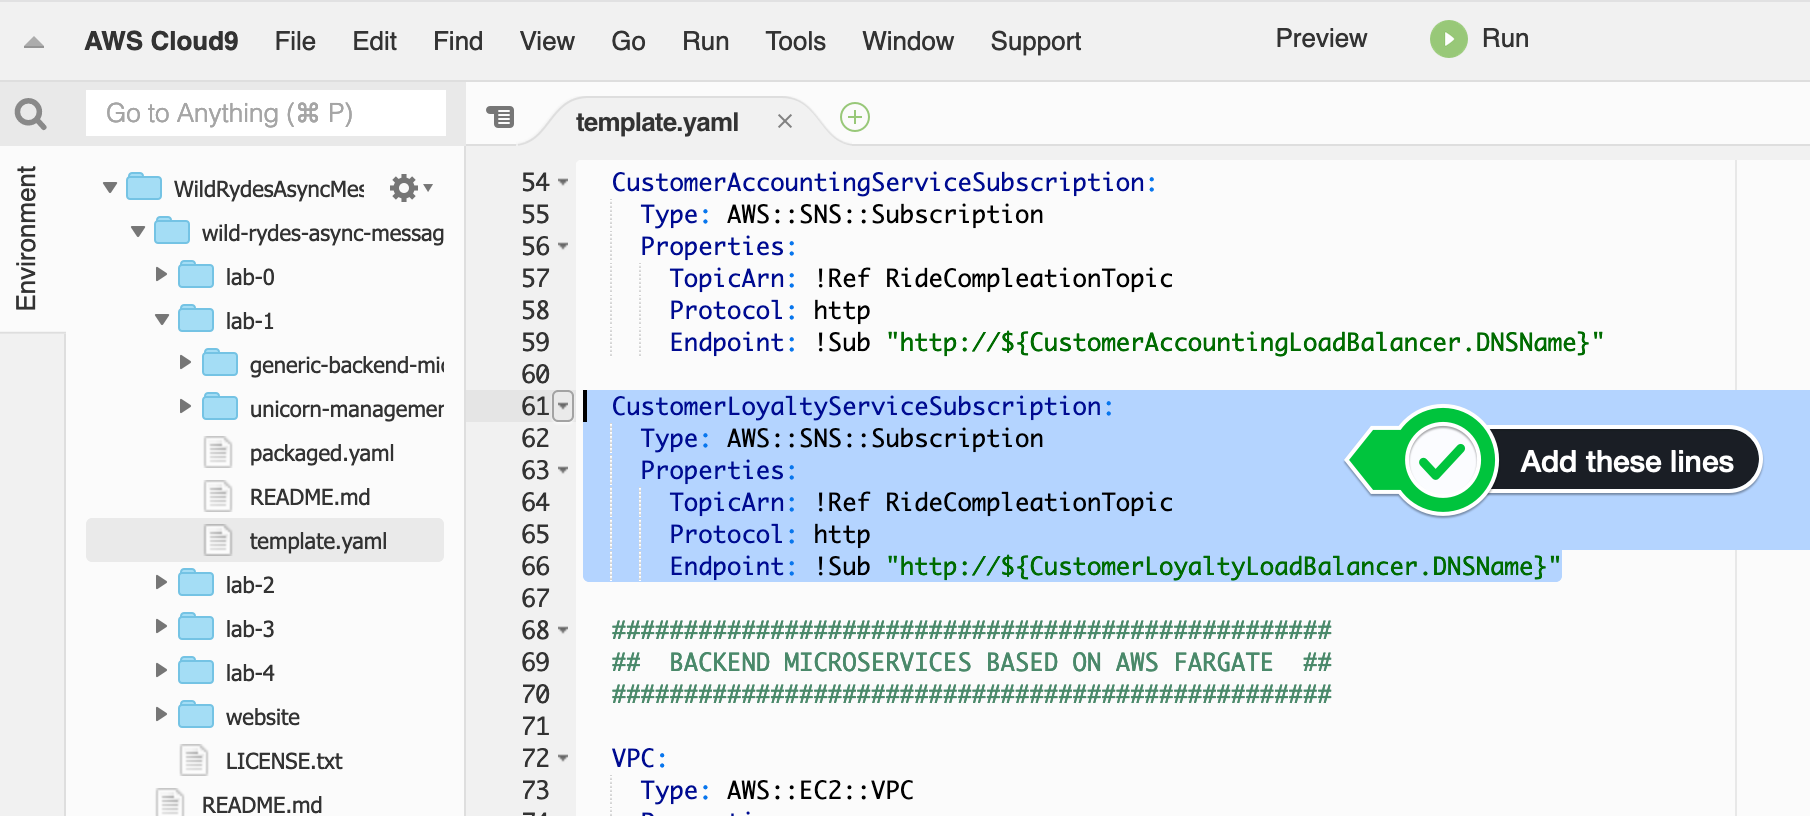 AWS Cloud9 File Edit Find View Go Run Tools Window Support Preview Run
Go to Anything (⌘ P)
template.yaml
Environment
WildRydesAsyncMes
wild-rydes-async-messag
lab-0
lab-1
generic-backend-mi
unicorn-managemer
packaged.yaml
README.md
template.yaml
lab-2
lab-3
lab-4
website
LICENSE.txt
README.md
54 CustomerAccountingServiceSubscription:
55 Type: AWS::SNS::Subscription
56 Properties:
57 TopicArn: !Ref RideCompleationTopic
58 Protocol: http
59 Endpoint: !Sub "http://${CustomerAccountingLoadBalancer.DNSName}"
60
61 CustomerLoyaltyServiceSubscription:
62 Type: AWS::SNS::Subscription
63 Properties:
64 TopicArn: !Ref RideCompleationTopic
65 Protocol: http
66 Endpoint: !Sub "http://${CustomerLoyaltyLoadBalancer.DNSName}"
67
68 ##################################################
69 ## BACKEND MICROSERVICES BASED ON AWS FARGATE ##
70 ##################################################
71
72 VPC:
73 Type: AWS::EC2::VPC
Add these lines